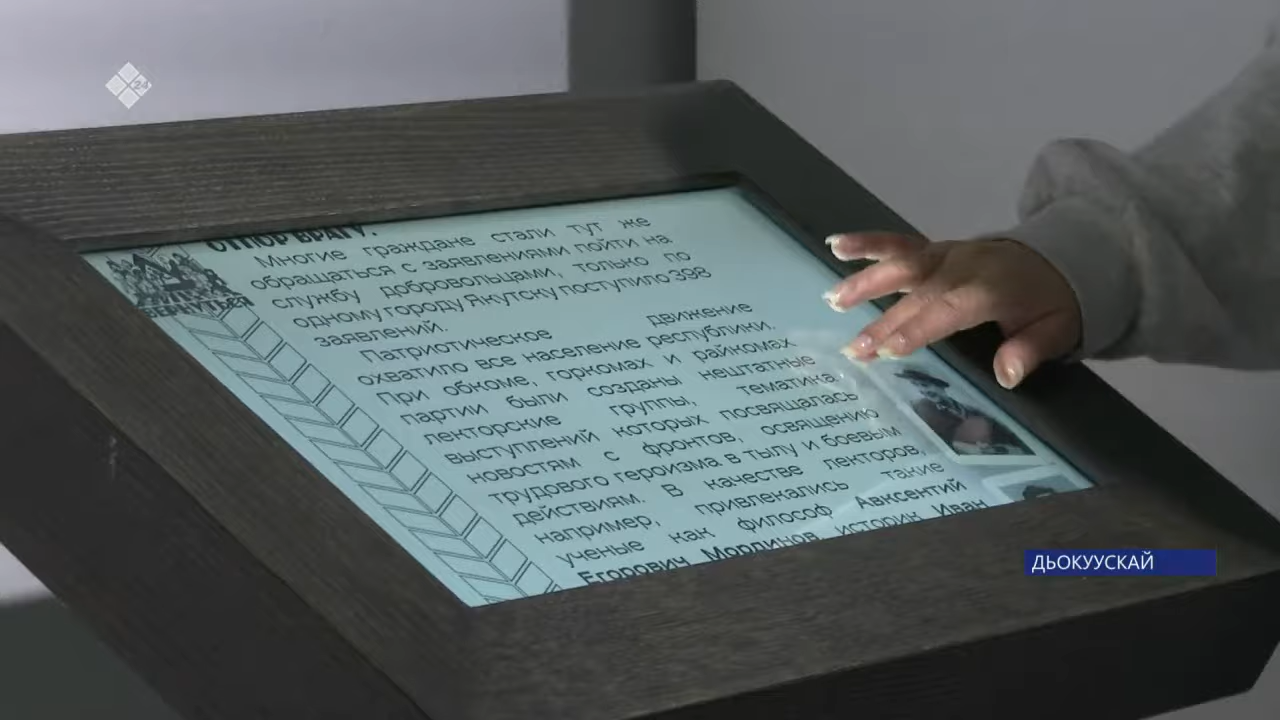 24
ОТПОР ВРАГУ.
Многие граждане стали тут же
обращаться с заявлениями пойти на
службу добровольцами, только по
одному городу Якутску поступило 398
заявлений.
Патриотическое движение
охватило все население республики.
При обкоме, горкомах и райкомах
партии были созданы нештатные
лекторские группы, тематика
выступлений которых посвящалась
новостям с фронтов, освящению
трудового героизма в тылу и боевым
действиям. В качестве лекторов,
например, привлекались такие
ученые как философ Авксентий
Егорович Мординов, историк Иван
ДЬОКУУСКАЙ